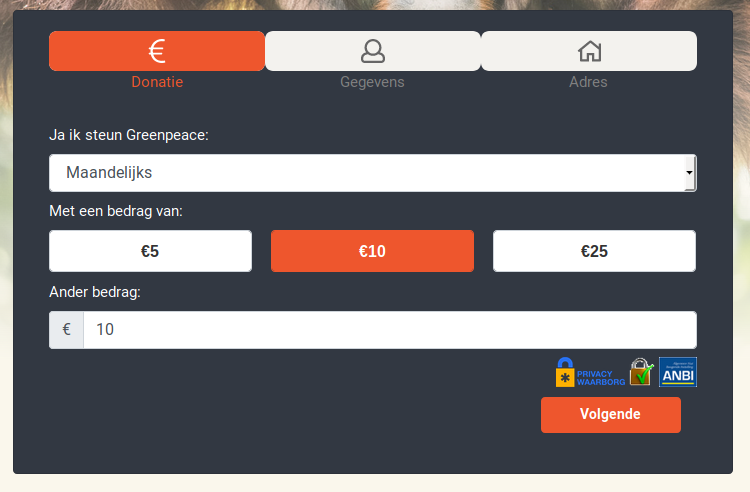 €
Donatie
Gegevens
Adres
Ja ik steun Greenpeace:
Maandelijks
Met een bedrag van:
€5
€10
€25
Ander bedrag:
€ 10
PRIVACY
WAARBORG
ANBI
Volgende